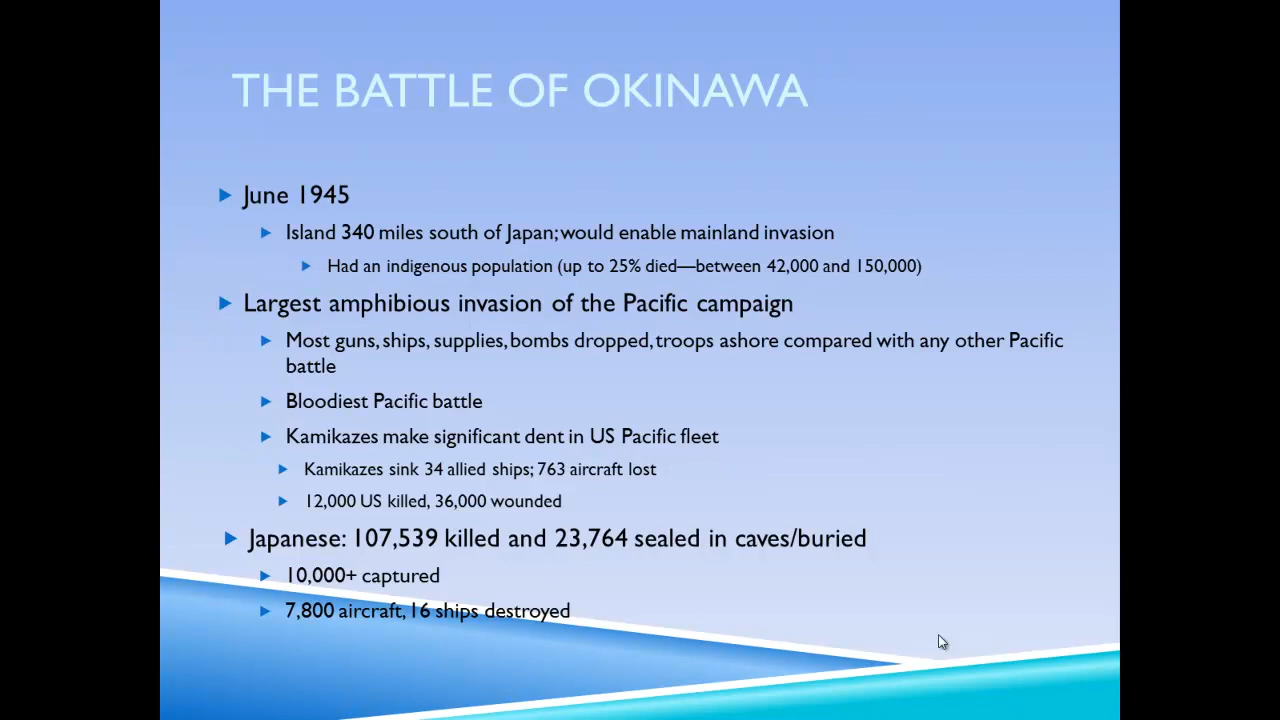 THE BATTLE OF OKINAWA
June 1945
Island 340 miles south of Japan; would enable mainland invasion
Had an indigenous population (up to 25% died—between 42,000 and 150,000)
Largest amphibious invasion of the Pacific campaign
Most guns, ships, supplies, bombs dropped, troops ashore compared with any other Pacific
battle
Bloodiest Pacific battle
Kamikazes make significant dent in US Pacific fleet
Kamikazes sink 34 allied ships; 763 aircraft lost
12,000 US killed, 36,000 wounded
Japanese: 107,539 killed and 23,764 sealed in caves/buried
10,000+ captured
7,800 aircraft, 16 ships destroyed